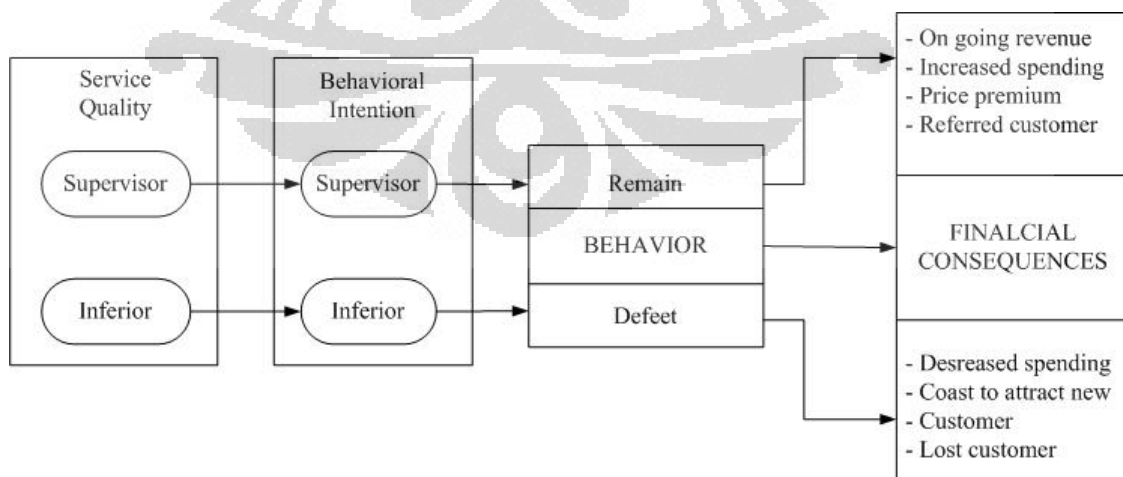 Service
Quality
Supervisor
Inferior
Behavioral
Intention
Supervisor
Inferior
Remain
BEHAVIOR
Defeet
- On going revenue
- Increased spending
- Price premium
- Referred customer
FINALCIAL
CONSEQUENCES
- Desreased spending
- Coast to attract new
- Customer
- Lost customer